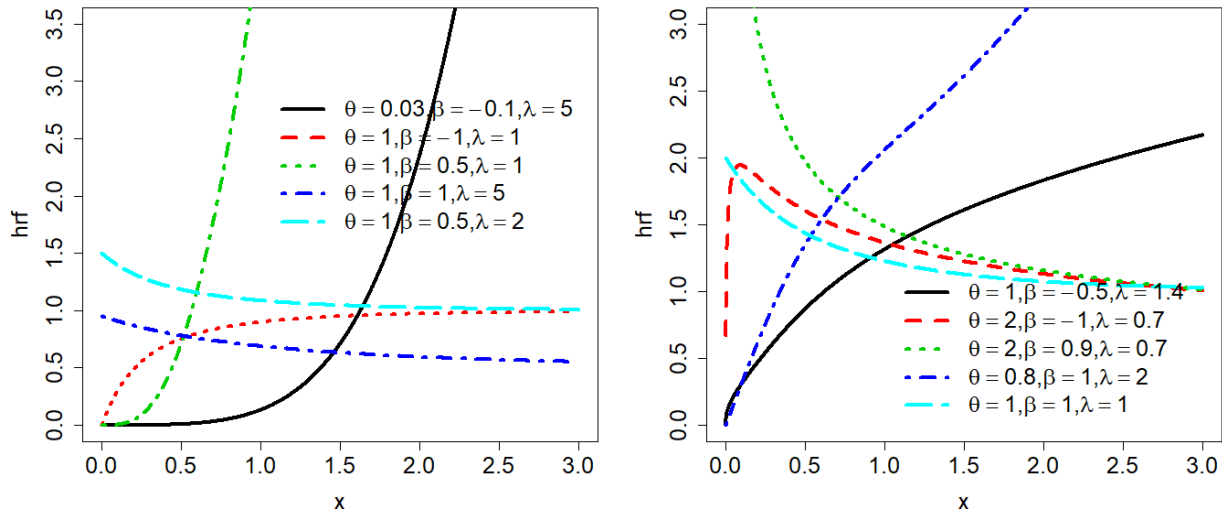 hrf
3.5
3.0
2.5
2.0
1.5
1.0
0.5
0.0
θ = 0.03,β = −0.1,λ = 5
θ = 1,β = −1,λ = 1
θ = 1,β = 0.5,λ = 1
θ = 1,β = 1,λ = 5
θ = 1,β = 0.5,λ = 2
0.0 0.5 1.0 1.5 2.0 2.5 3.0
x
hrf
3.0
2.5
2.0
1.5
1.0
0.5
0.0
θ = 1,β = −0.5,λ = 1.4
θ = 2,β = −1,λ = 0.7
θ = 2,β = 0.9,λ = 0.7
θ = 0.8,β = 1,λ = 2
θ = 1,β = 1,λ = 1
0.0 0.5 1.0 1.5 2.0 2.5 3.0
x